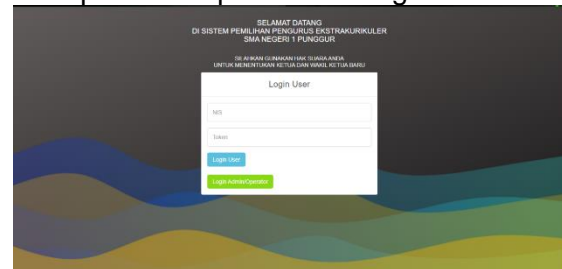 SELAMAT DATANG
DI SISTEM PEMILIHAN PENGURUS EKSTRAKURIKULER
SMA NEGERI 1 PUNGGUR
SILAHKAN GUNAKAN HAK SUARA ANDA
UNTUK MENENTUKAN KETUA DAN WAKIL KETUA BARU
Login User
NIS
Token
Login User
Login Admin/Operator